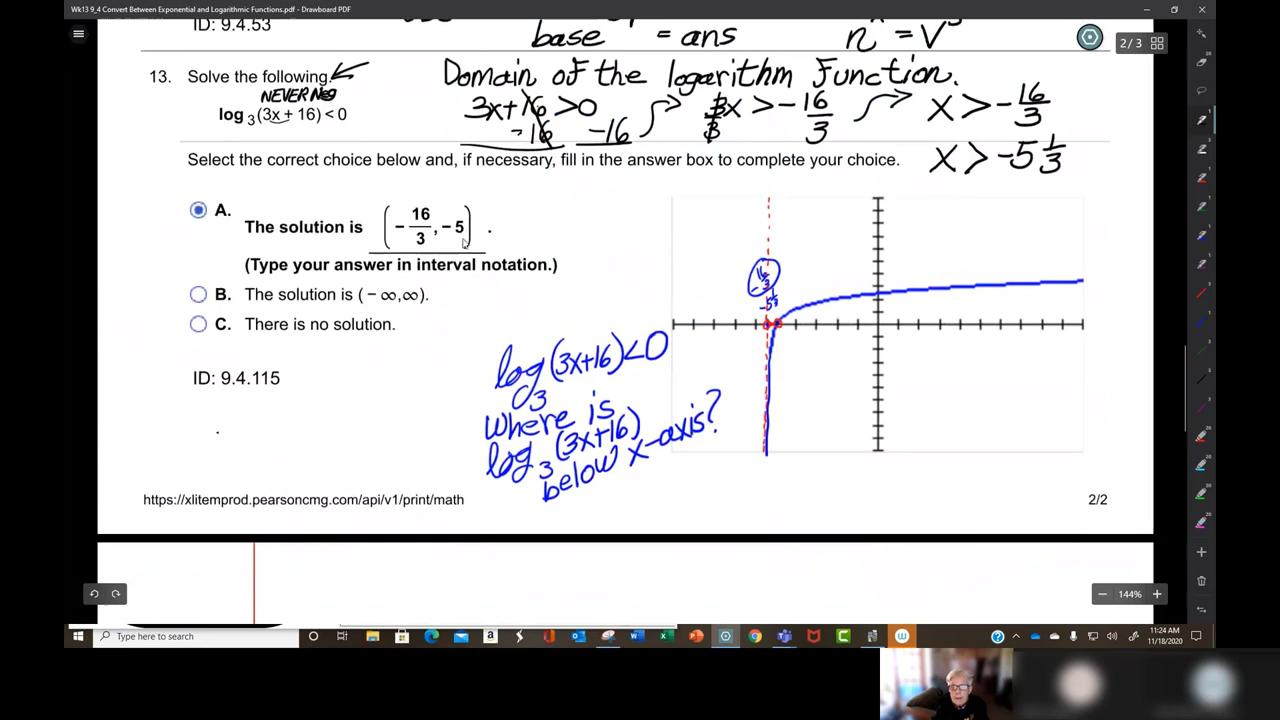 Wk13 9_4 Convert Between Exponential and Logarithmic Functions.pdf - Drawboard PDF
ID: 9.4.53
base = ans
2/3
13. Solve the following.
NEVER Neg
log 3 (3x + 16) < 0
Domain of the logarithm Function.
3x+16 >0
-16 -16
3x > -16
3 3
x > -16/3
x > -5 1/3
Select the correct choice below and, if necessary, fill in the answer box to complete your choice.
A. The solution is (-16/3, -5).
(Type your answer in interval notation.)
B. The solution is (-∞,∞).
C. There is no solution.
-16/3
-5 1/3
log3 (3x+16) <0
where is
log3 (3x+16)
below x-axis?
ID: 9.4.115
https://xlitemprod.pearsoncmg.com/api/v1/print/math
2/2
144%
Type here to search
11:24 AM
11/18/2020